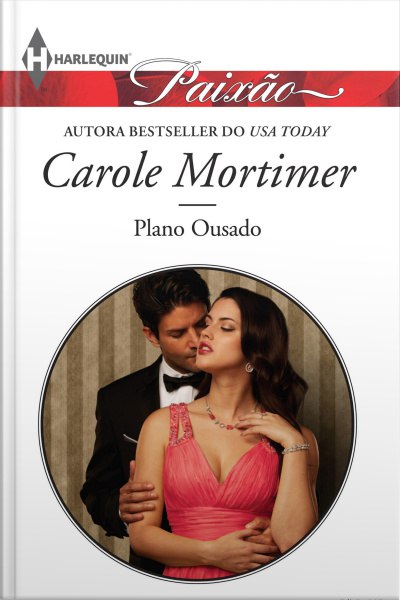 HARLEQUIN®
Paixão
AUTORA BESTSELLER DO USA TODAY
Carole Mortimer
Plano Ousado